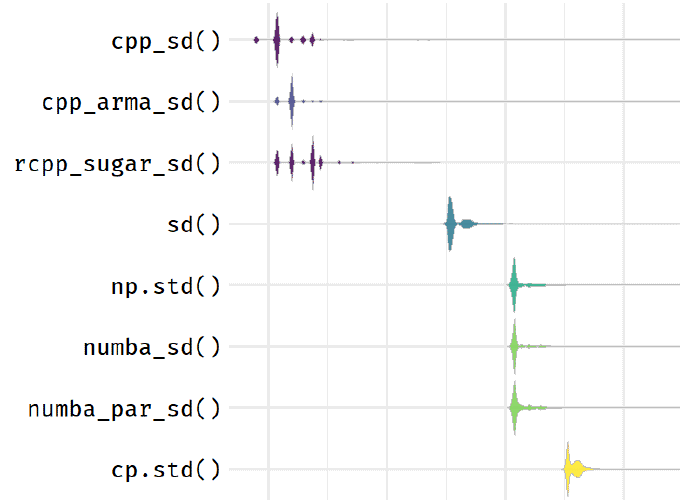 cpp_sd()
cpp_arma_sd()
rcpp_sugar_sd()
sd()
np.std()
numba_sd()
numba_par_sd()
cp.std()